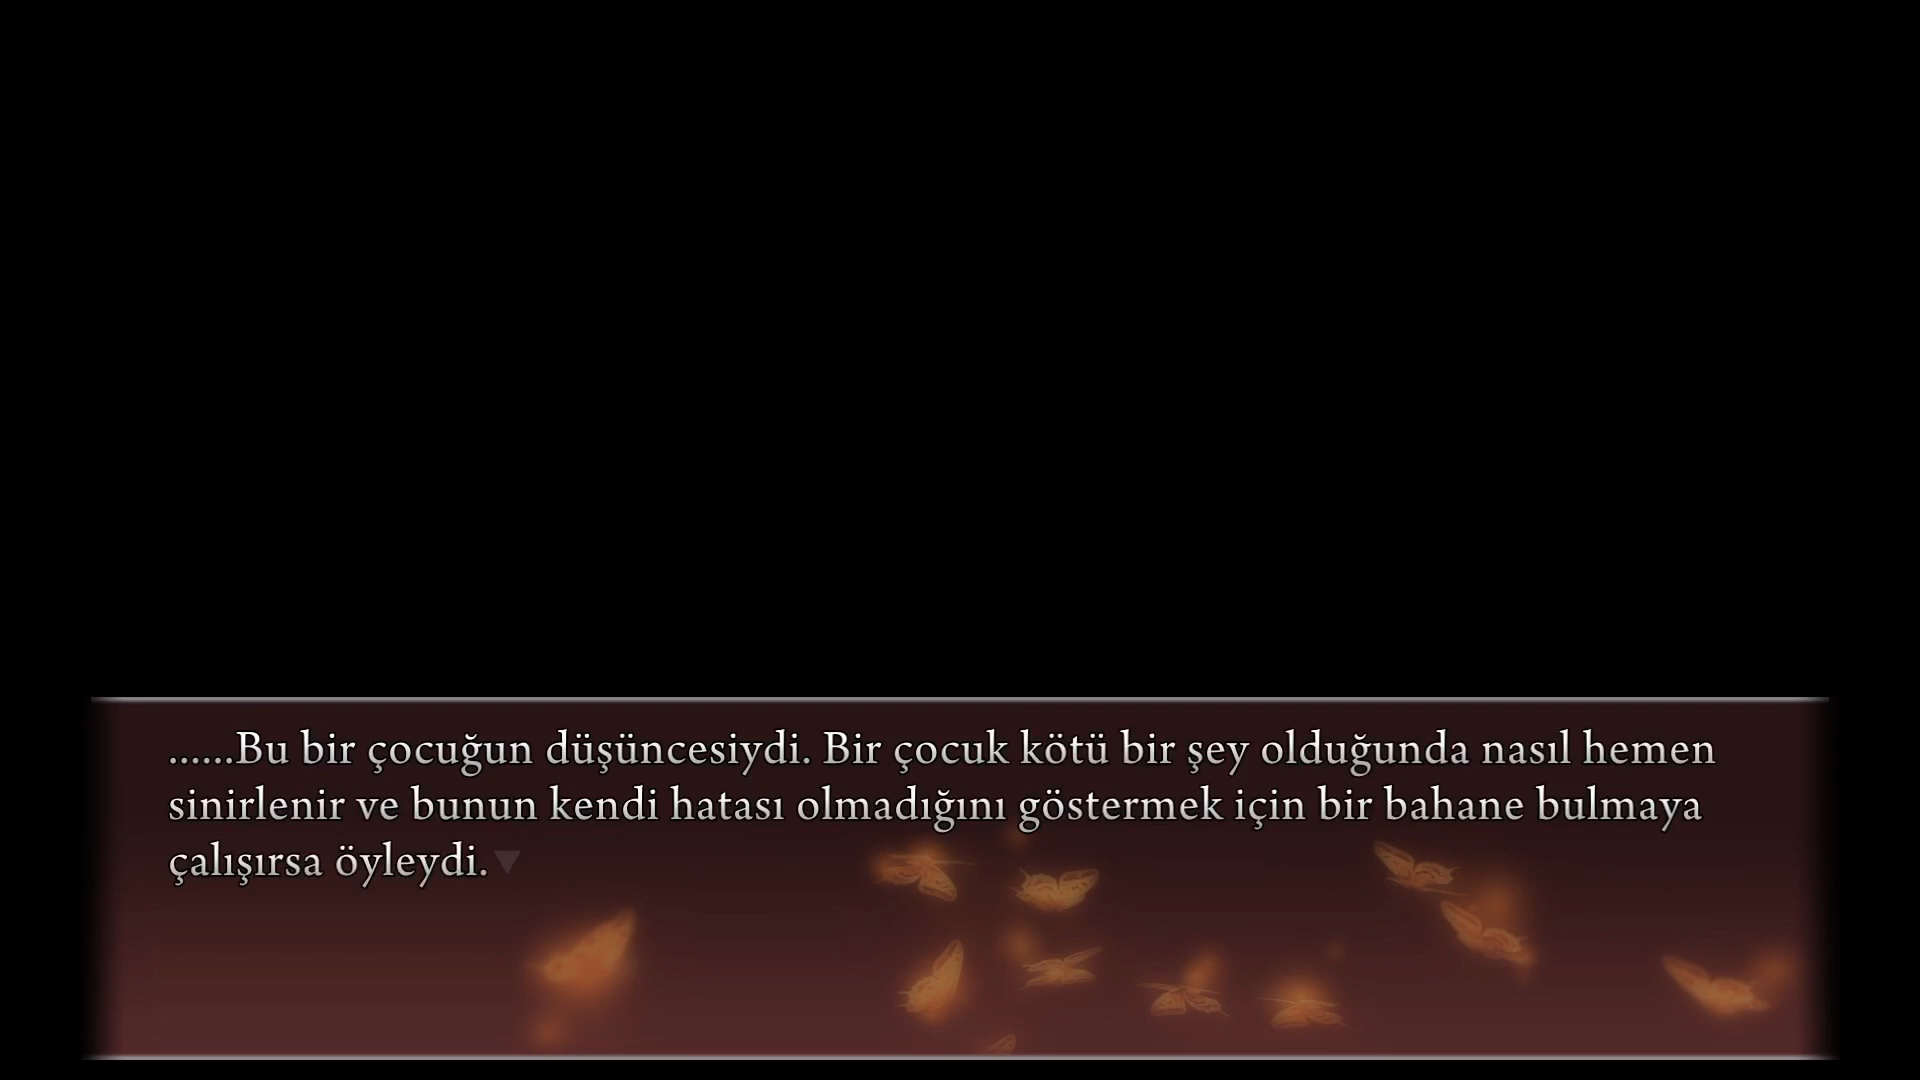 ......Bu bir çocuğun düşüncesiydi. Bir çocuk kötü bir şey olduğunda nasıl hemen
sinirlenir ve bunun kendi hatası olmadığını göstermek için bir bahane bulmaya
çalışırsa öyleydi.